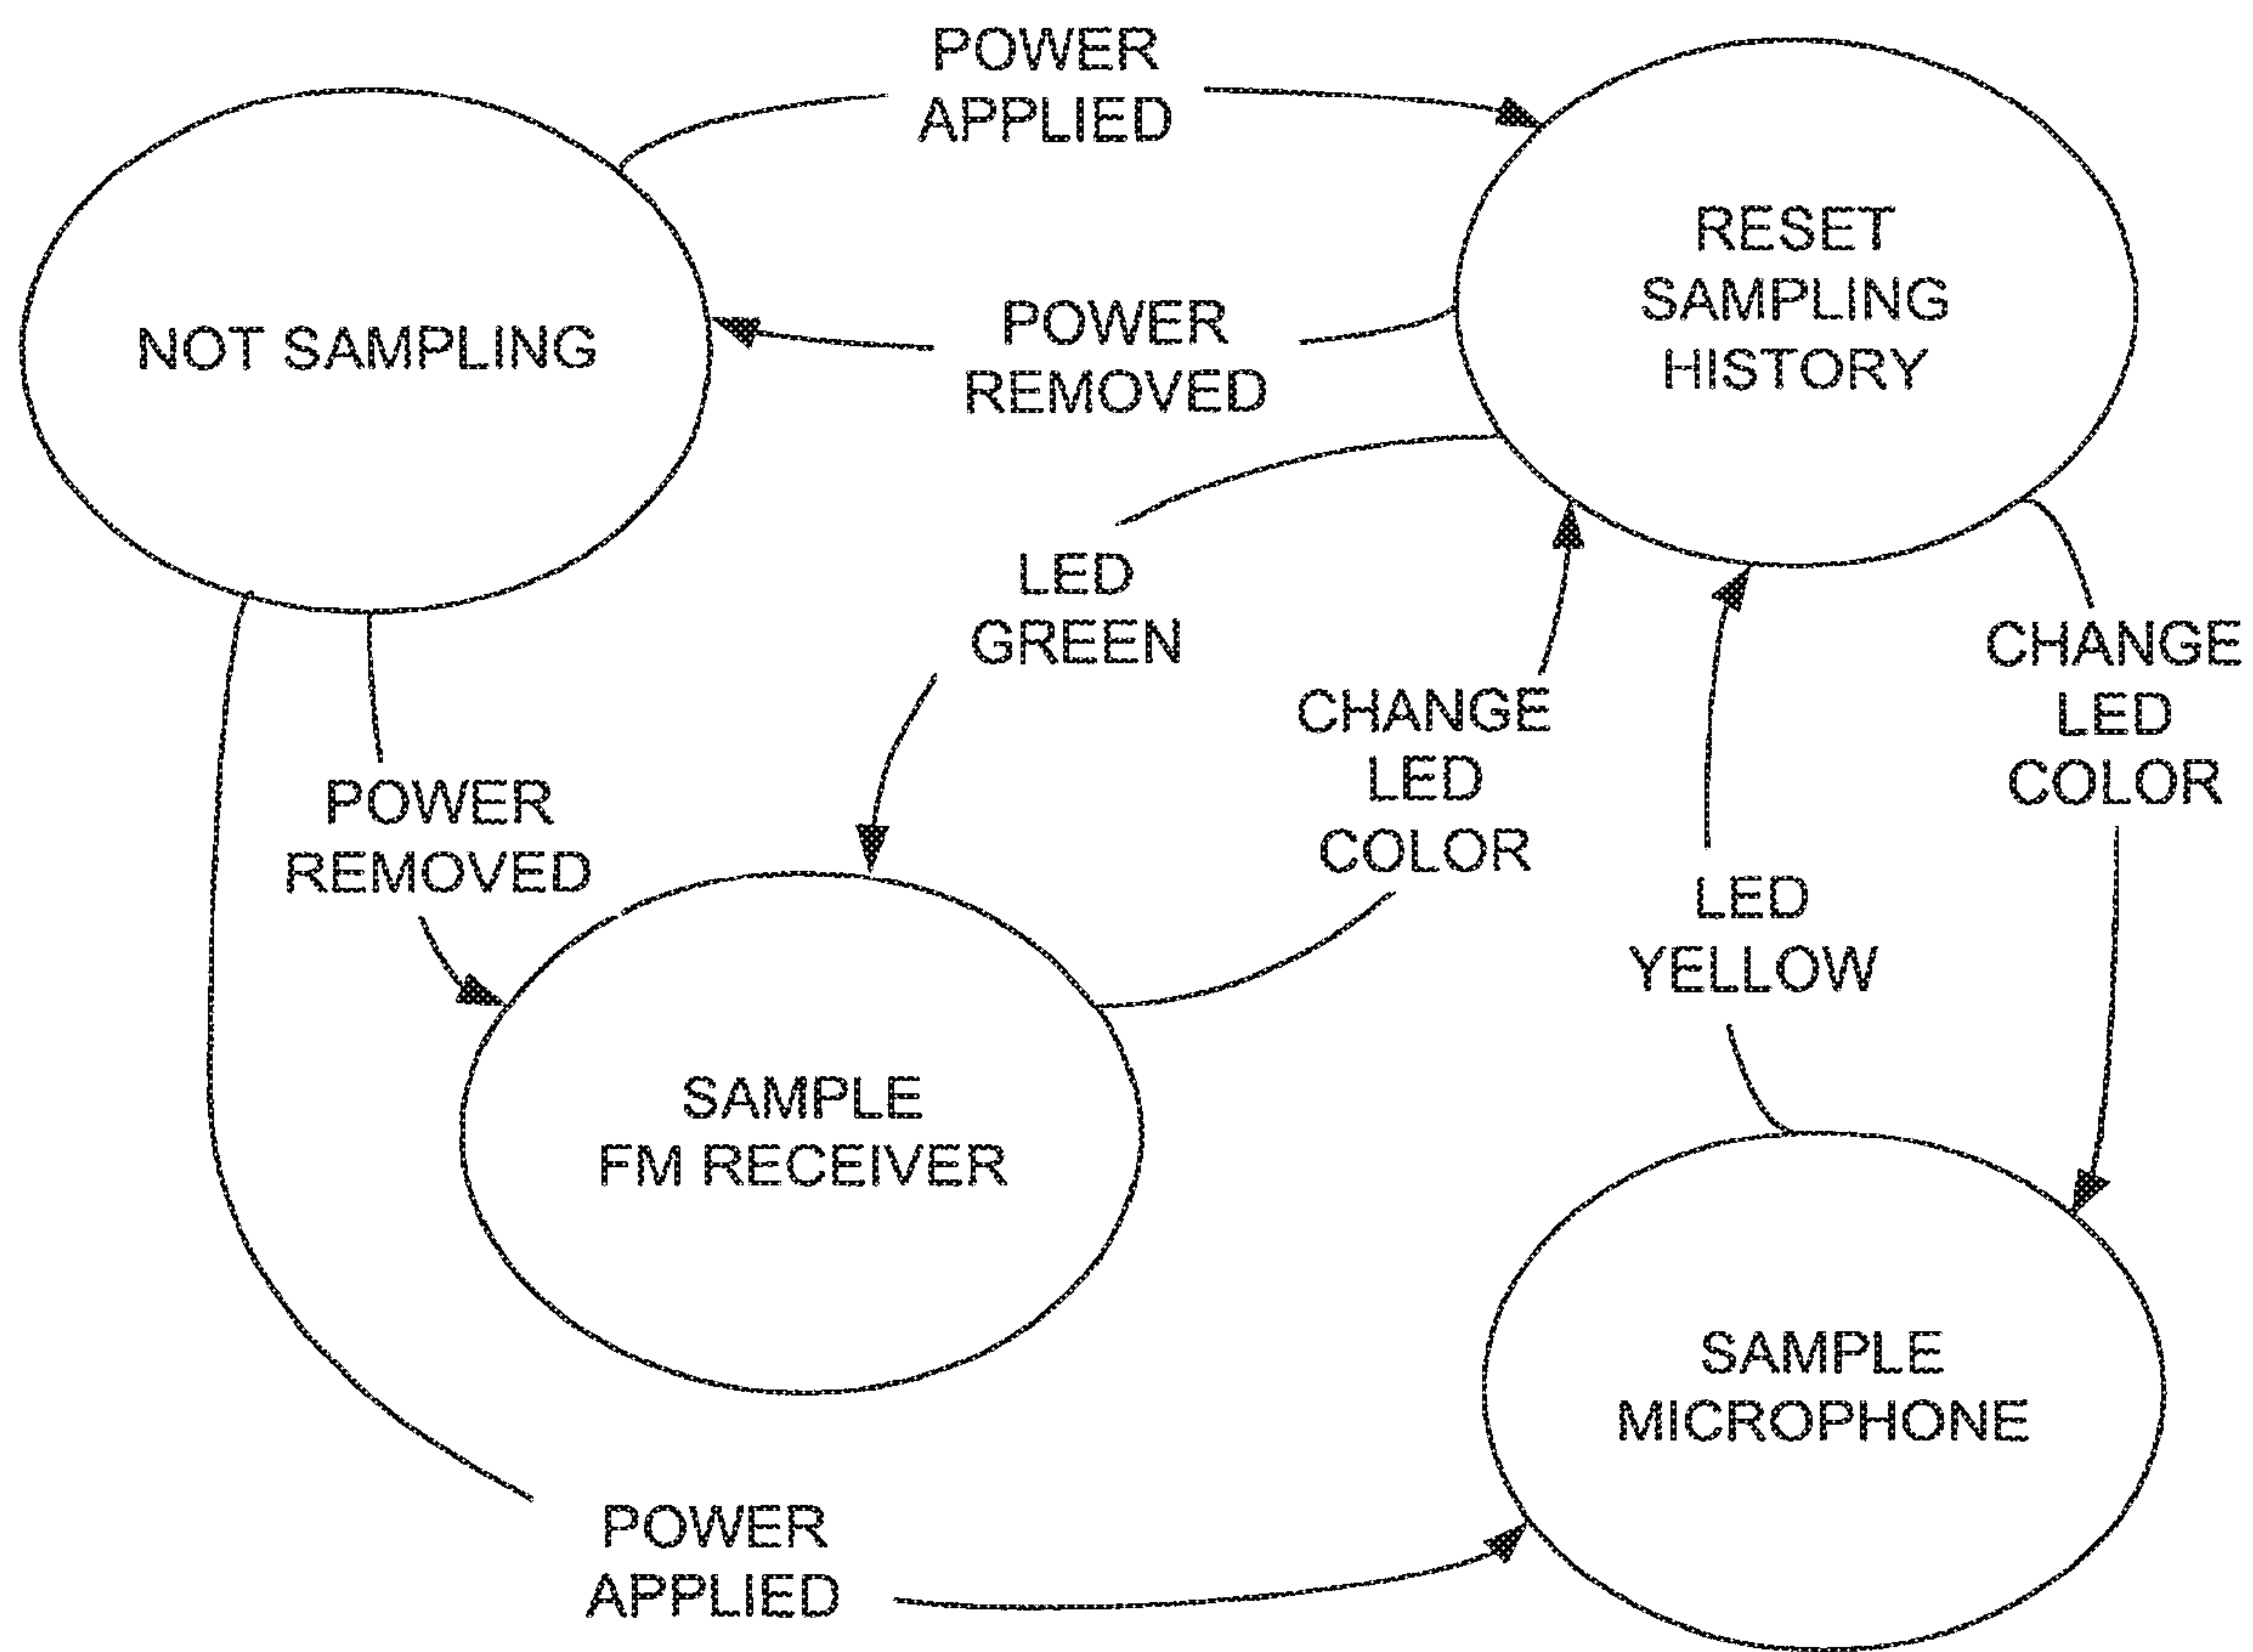 POWER
APPLIED
RESET
SAMPLING
HISTORY
NOT SAMPLING
POWER
REMOVED
LED
GREEN
CHANGE
LED
COLOR
CHANGE
LED
COLOR
POWER
REMOVED
LED
YELLOW
SAMPLE
FM RECEIVER
SAMPLE
MICROPHONE
POWER
APPLIED